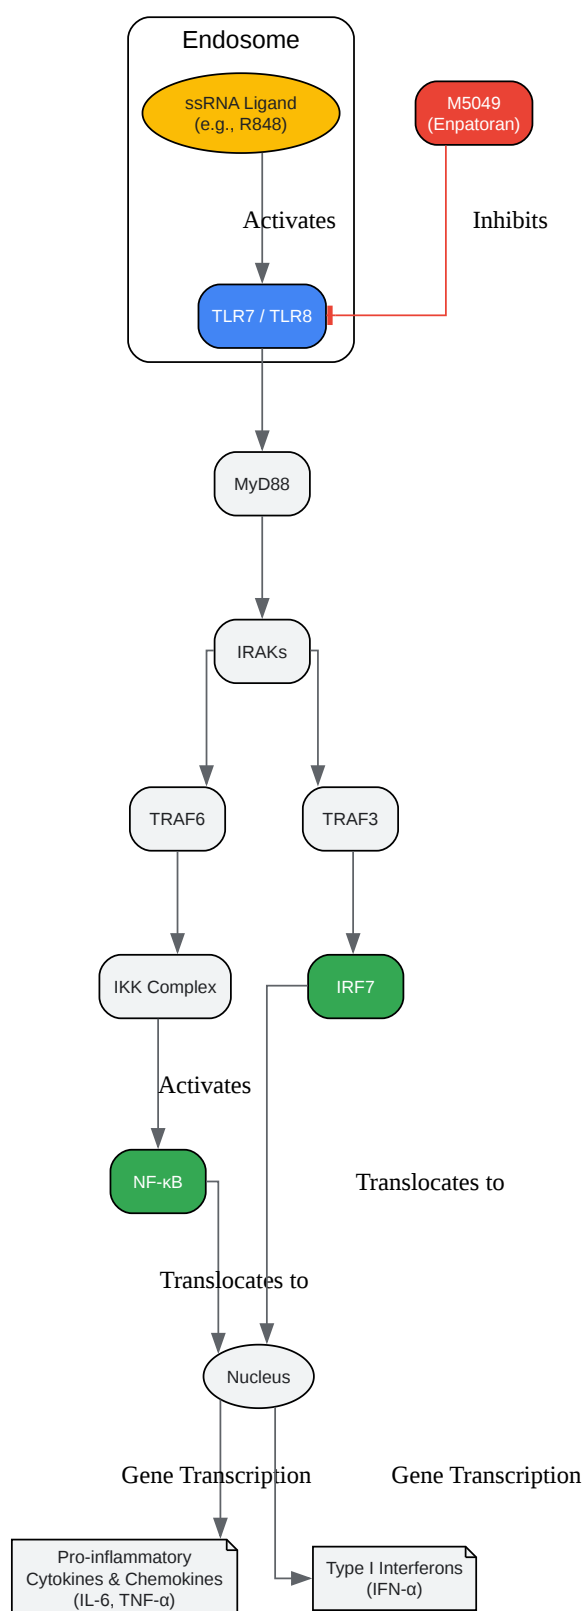 Endosome
ssRNA Ligand
(e.g., R848)
M5049
(Enpatoran)
Activates
Inhibits
TLR7 / TLR8
MyD88
IRAKs
TRAF6
TRAF3
IKK Complex
IRF7
Activates
NF-κB
Translocates to
Translocates to
Nucleus
Gene Transcription
Gene Transcription
Pro-inflammatory
Cytokines & Chemokines
(IL-6, TNF-α)
Type I Interferons
(IFN-α)